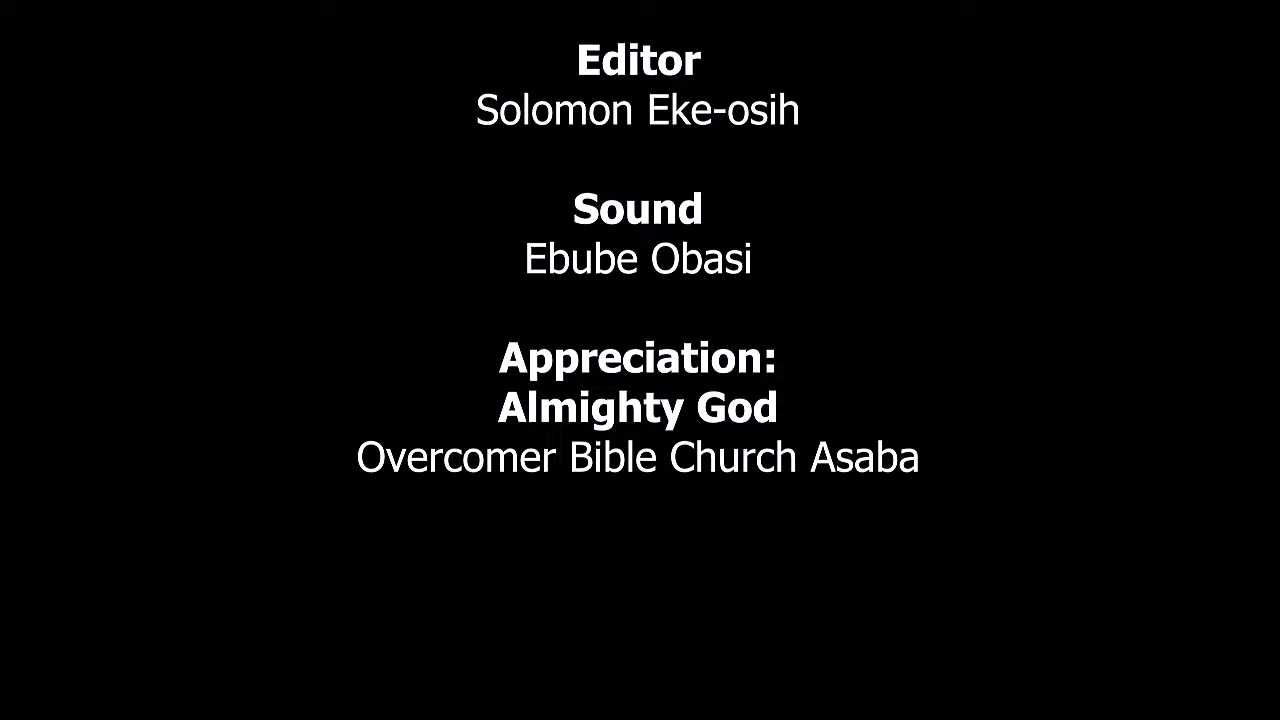 Editor
Solomon Eke-osih
Sound
Ebube Obasi
Appreciation:
Almighty God
Overcomer Bible Church Asaba